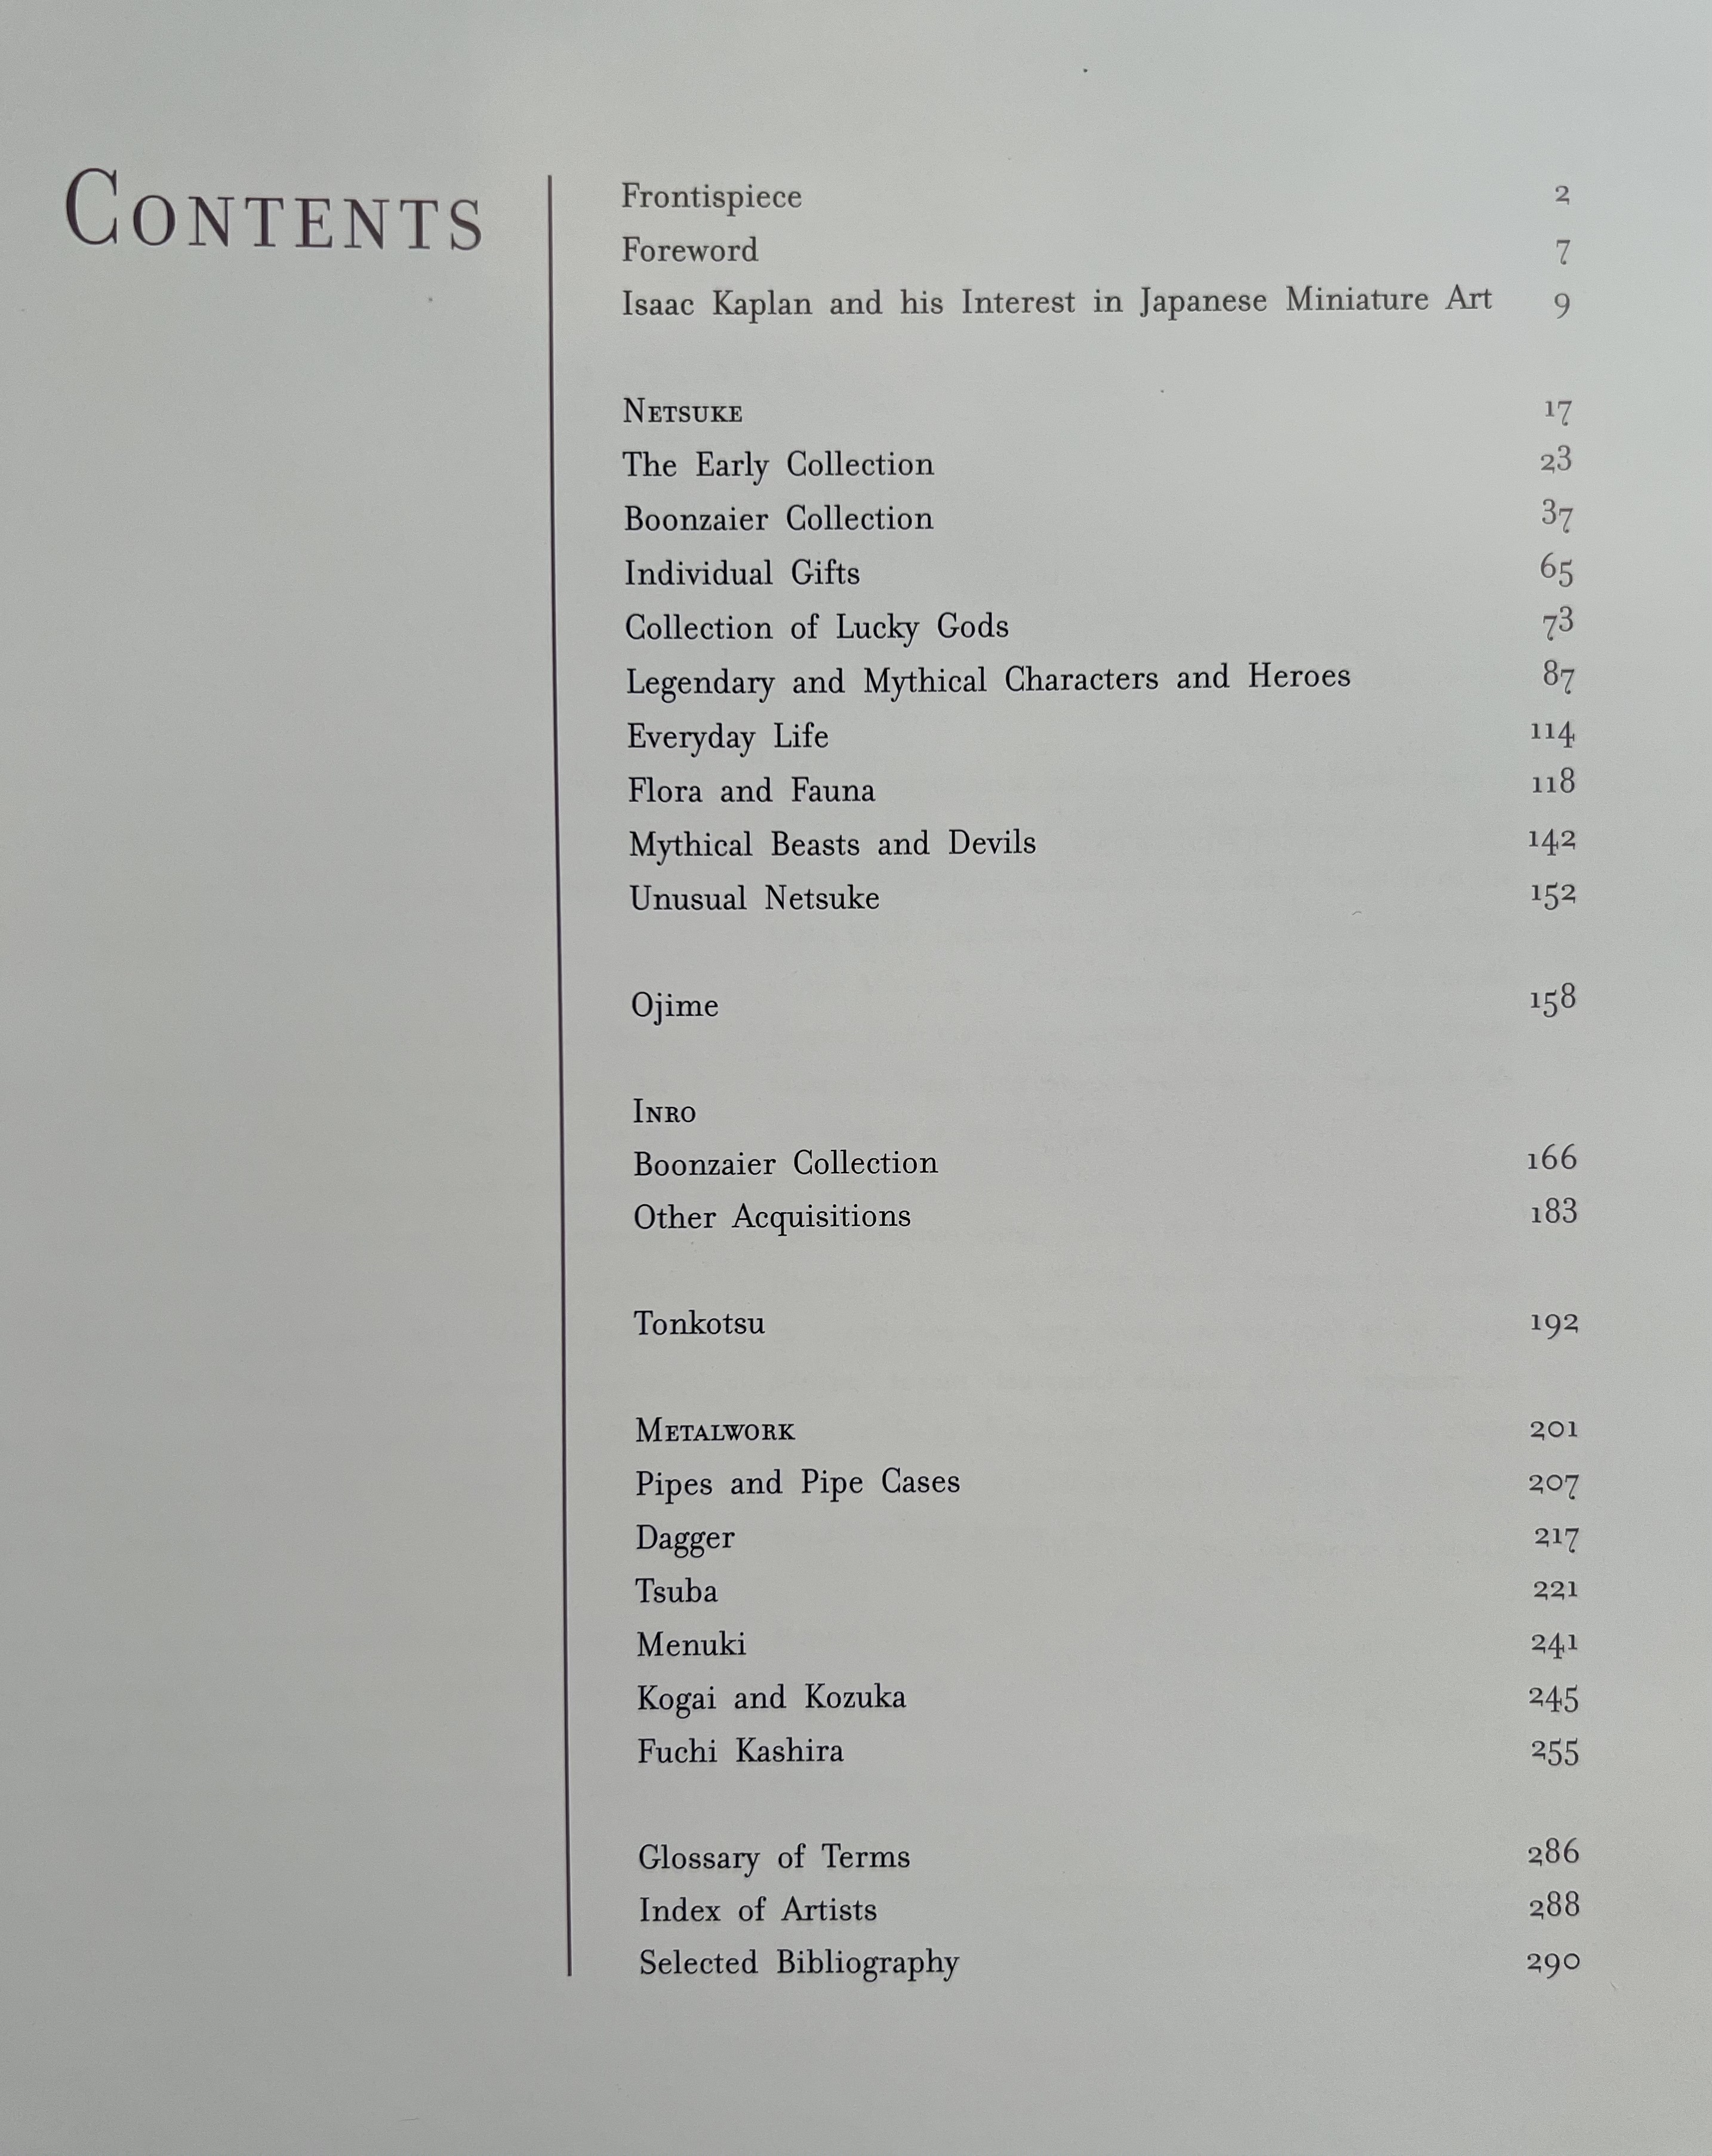 CONTENTS
Frontispiece 2
Foreword 7
Isaac Kaplan and his Interest in Japanese Miniature Art 9
NETSUKE 17
The Early Collection 23
Boonzaier Collection 37
Individual Gifts 65
Collection of Lucky Gods 73
Legendary and Mythical Characters and Heroes 87
Everyday Life 114
Flora and Fauna 118
Mythical Beasts and Devils 142
Unusual Netsuke 152
Ojime 158
INRO
Boonzaier Collection 166
Other Acquisitions 183
Tonkotsu 192
METALWORK 201
Pipes and Pipe Cases 207
Dagger 217
Tsuba 221
Menuki 241
Kogai and Kozuka 245
Fuchi Kashira 255
Glossary of Terms 286
Index of Artists 288
Selected Bibliography 290